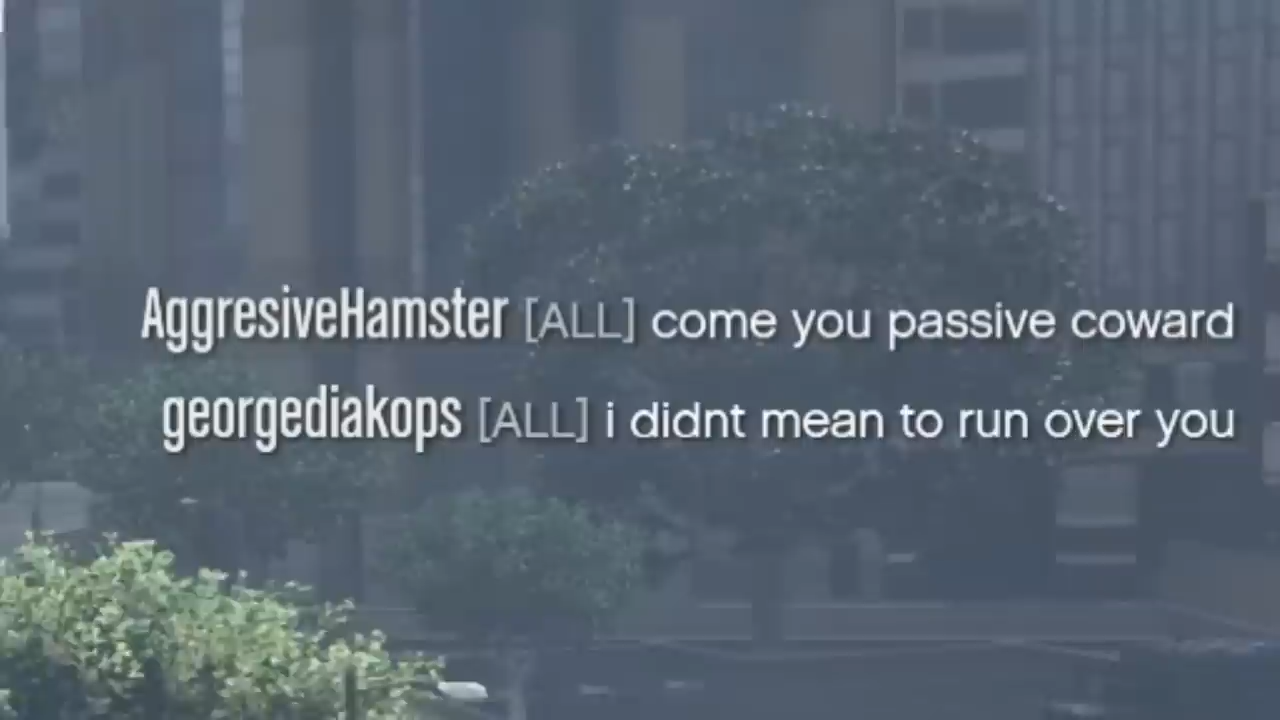 AggresiveHamster [ALL] come you passive coward
georgediakops [ALL] i didnt mean to run over you